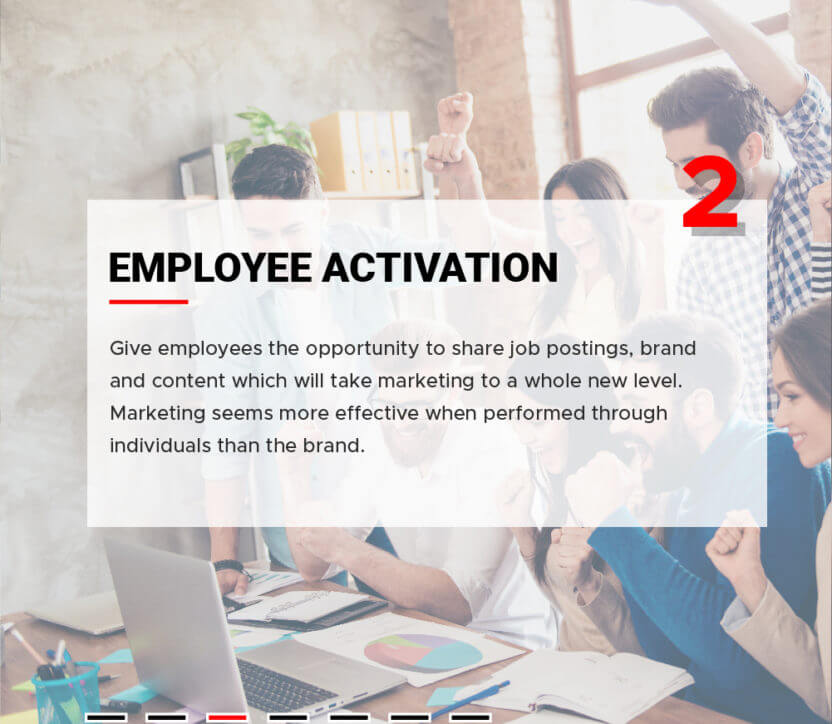 2
EMPLOYEE ACTIVATION
Give employees the opportunity to share job postings, brand
and content which will take marketing to a whole new level.
Marketing seems more effective when performed through
individuals than the brand.